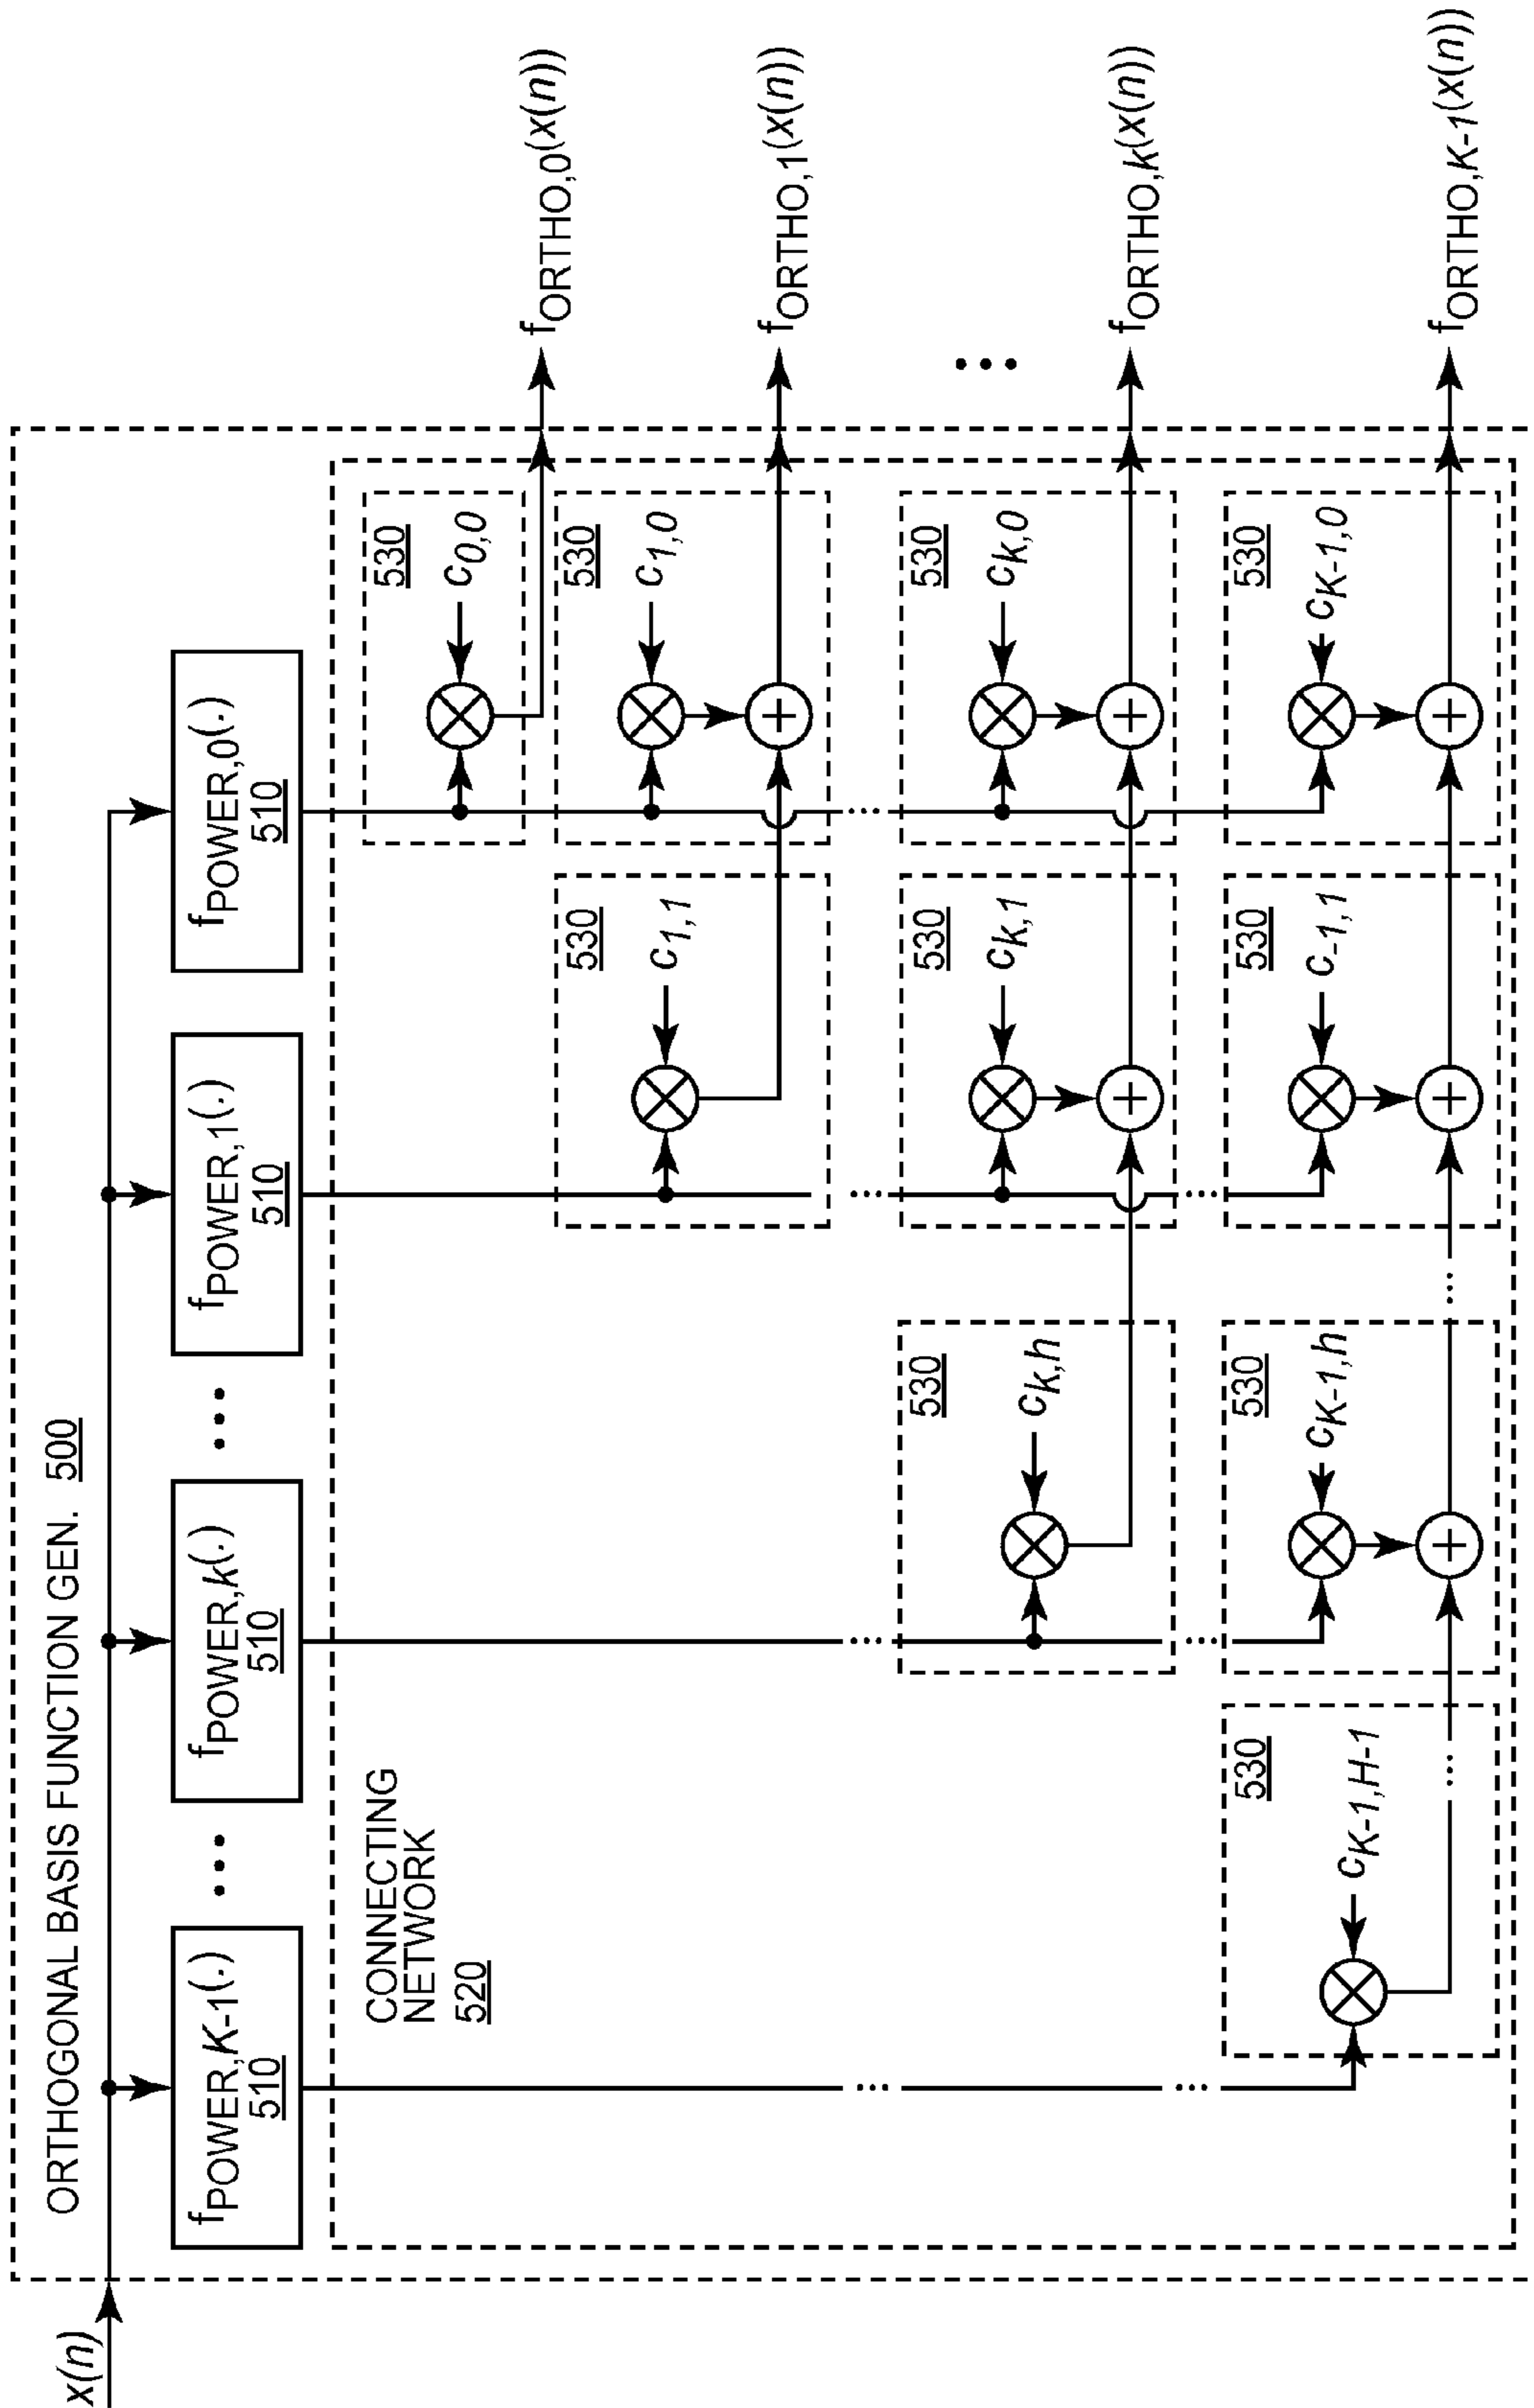 ORTHOGONAL BASIS FUNCTION GEN. 500
x(n)
fPOWER,K-1(.)
510
...
fPOWER,k(.)
510
...
fPOWER,1(.)
510
fPOWER,0(.)
510
CONNECTING
NETWORK
520
530
c0,0
fORTHO,0(x(n))
530
c1,1
530
c1,0
fORTHO,1(x(n))
...
530
ck,h
530
ck,1
530
ck,0
fORTHO,k(x(n))
530
cK-1,H-1
530
cK-1,h
530
c-1,1
530
cK-1,0
fORTHO,K-1(x(n))